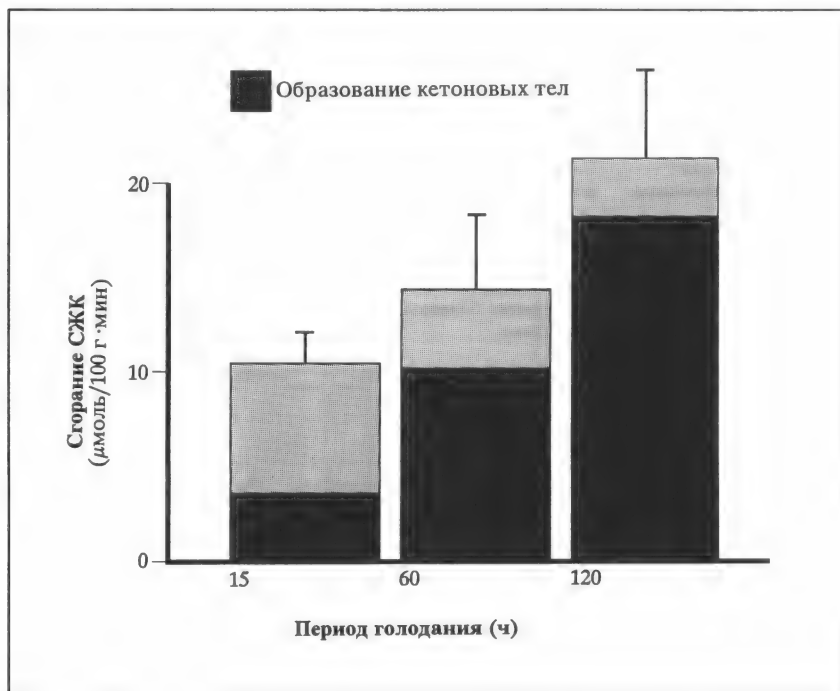 Образование кетоновых тел
20
10
0
Сгорание СЖК
(μмоль/100 г·мин)
15 60 120
Период голодания (ч)